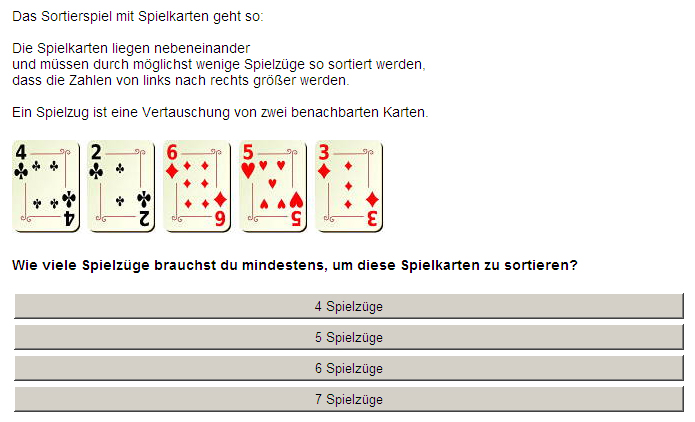 Das Sortierspiel mit Spielkarten geht so:
Die Spielkarten liegen nebeneinander
und müssen durch möglichst wenige Spielzüge so sortiert werden,
dass die Zahlen von links nach rechts größer werden.
Ein Spielzug ist eine Vertauschung von zwei benachbarten Karten.
4 2 6 5 3
4 2 6 5 3
Wie viele Spielzüge brauchst du mindestens, um diese Spielkarten zu sortieren?
4 Spielzüge
5 Spielzüge
6 Spielzüge
7 Spielzüge